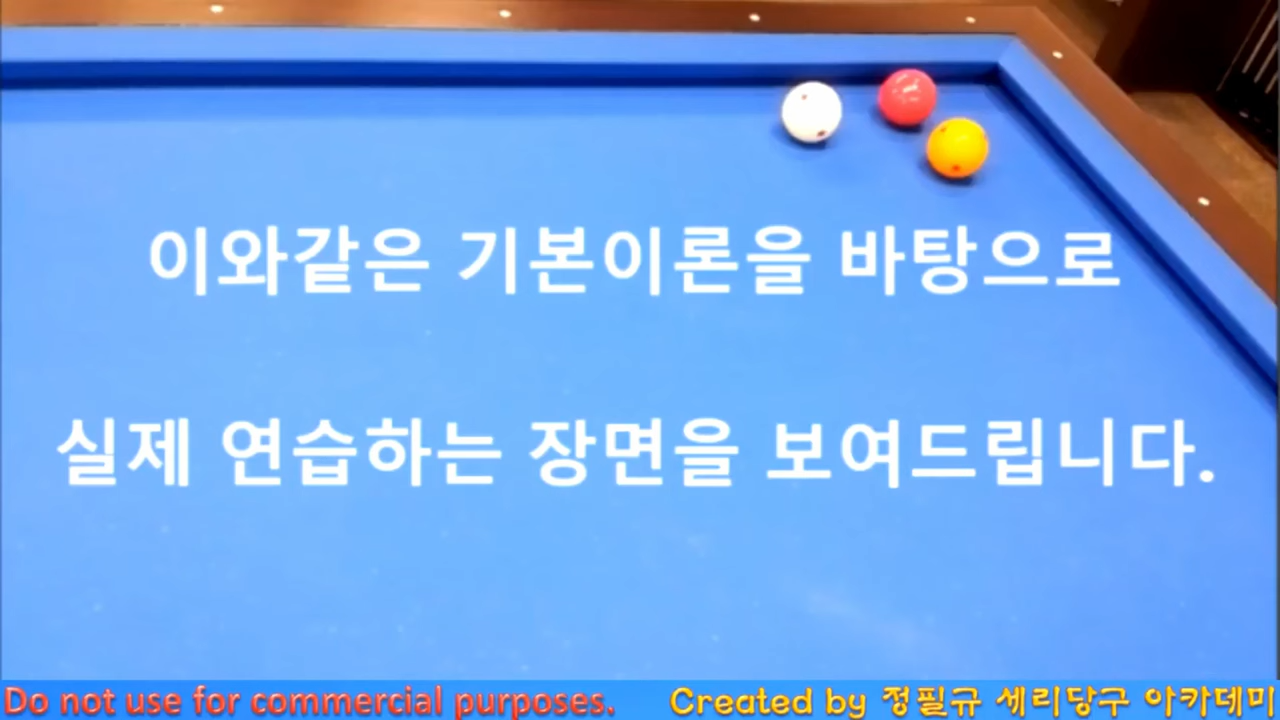 이와같은 기본이론을 바탕으로
실제 연습하는 장면을 보여드립니다.
Do not use for commercial purposes. Created by 정필규 세리당구 아카데미